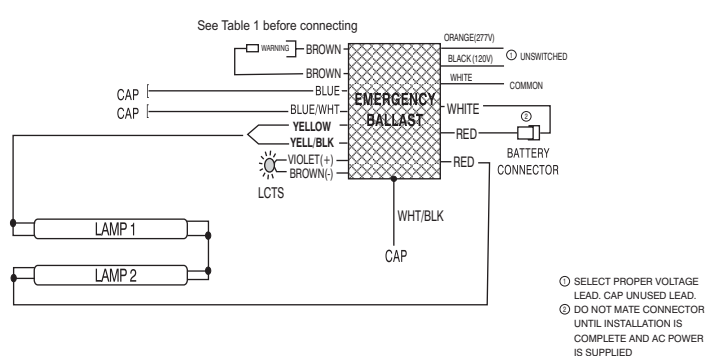 See Table 1 before connecting
WARNING
BROWN
BROWN
CAP
BLUE
CAP
BLUE/WHT
YELLOW
YELL/BLK
VIOLET(+)
BROWN(-)
LCTS
EMERGENCY
BALLAST
ORANGE(277V)
BLACK (120V)
① UNSWITCHED
WHITE
COMMON
WHITE
②
RED
BATTERY
CONNECTOR
RED
WHT/BLK
CAP
LAMP 1
LAMP 2
① SELECT PROPER VOLTAGE
LEAD. CAP UNUSED LEAD.
② DO NOT MATE CONNECTOR
UNTIL INSTALLATION IS
COMPLETE AND AC POWER
IS SUPPLIED